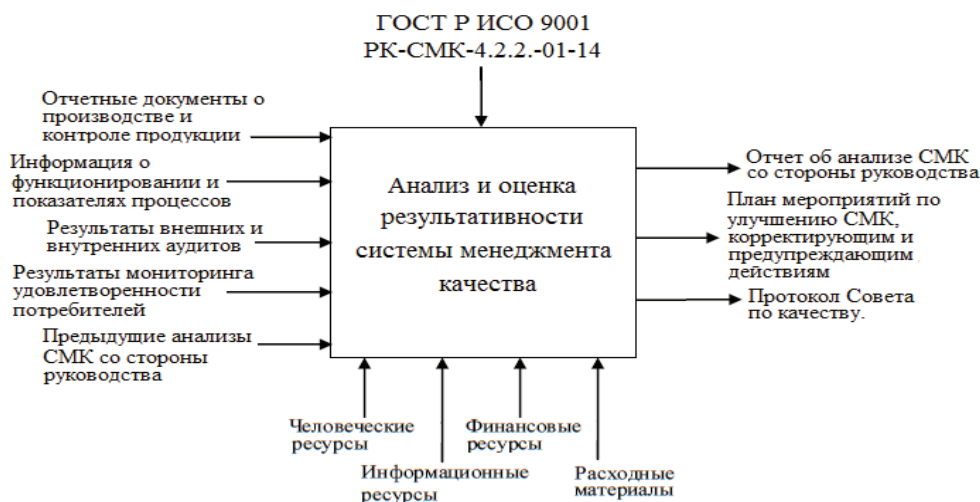 ГОСТ Р ИСО 9001
РК-СМК-4.2.2.-01-14
Отчетные документы о
производстве и
контроле продукции
Информация о
функционировании и
показателях процессов
Результаты внешних и
внутренних аудитов
Результаты мониторинга
удовлетворенности
потребителей
Предыдущие анализы
СМК со стороны
руководства
Анализ и оценка
результативности
системы менеджмента
качества
Отчет об анализе СМК
со стороны руководства
План мероприятий по
улучшению СМК,
корректирующим и
предупреждающим
действиям
Протокол Совета
по качеству.
Человеческие
ресурсы
Информационные
ресурсы
Финансовые
ресурсы
Расходные
материалы